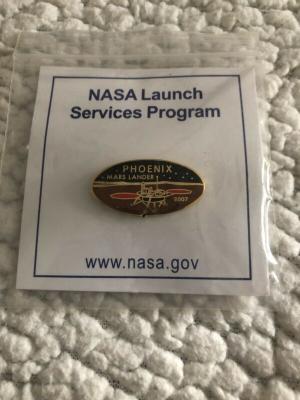 NASA Launch
Services Program
PHOENIX
MARS LANDER
2007
www.nasa.gov